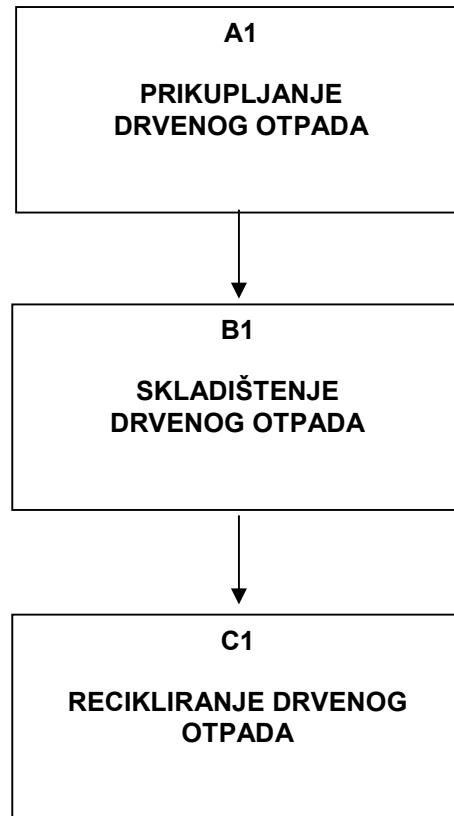 A1
PRIKUPLJANJE
DRVENOG OTPADA
B1
SKLADIŠTENJE
DRVENOG OTPADA
C1
RECIKLIRANJE DRVENOG
OTPADA